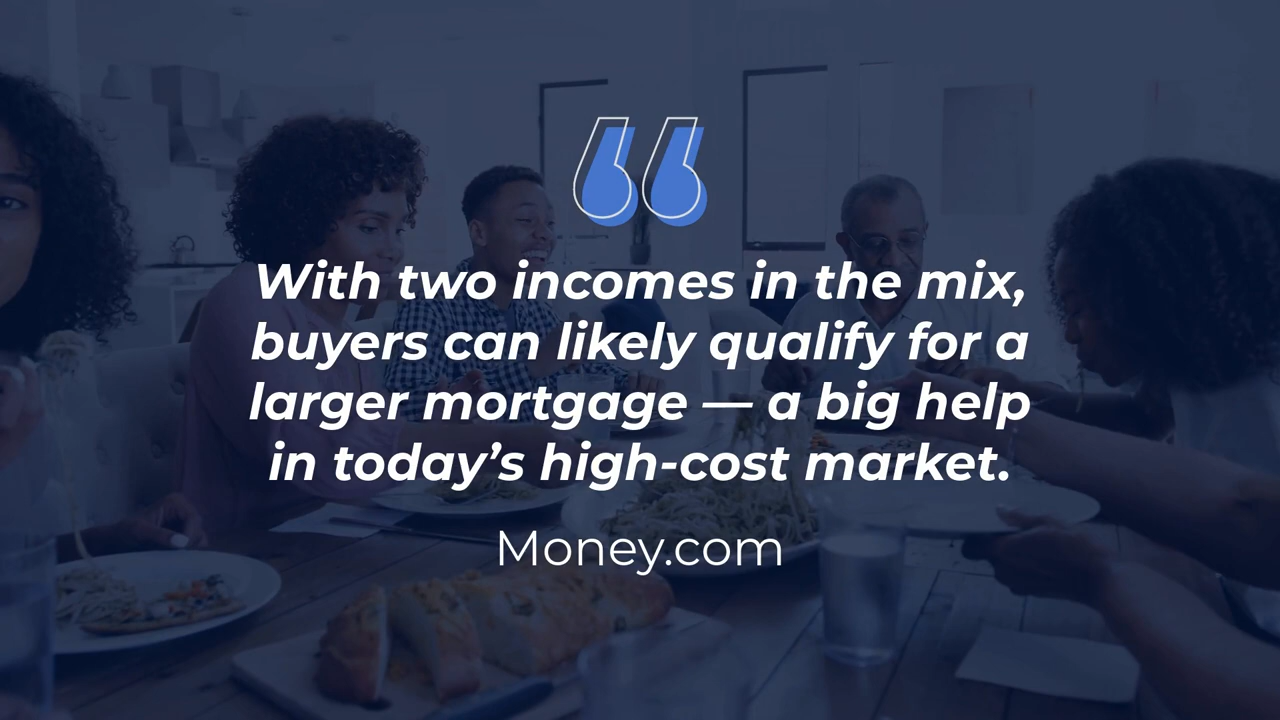 “
With two incomes in the mix,
buyers can likely qualify for a
larger mortgage — a big help
in today’s high-cost market.
Money.com